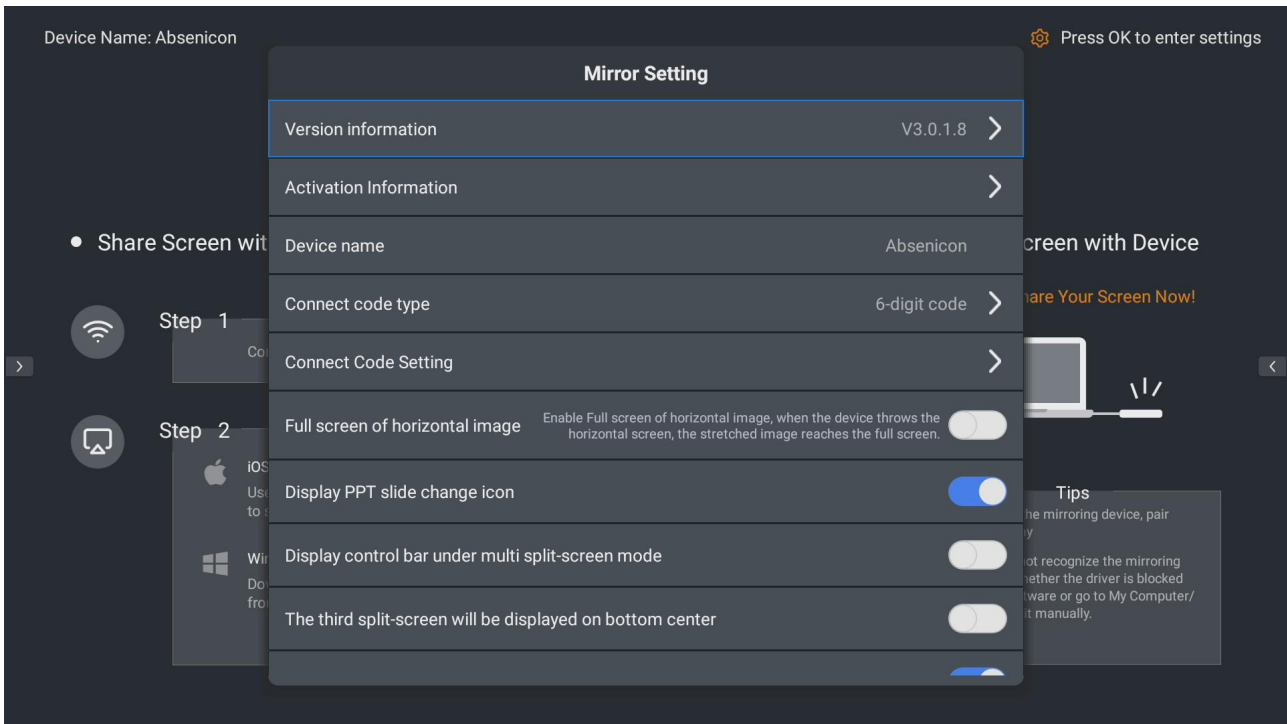 Device Name: Absenicon
Press OK to enter settings
Mirror Setting
Version information V3.0.1.8
Activation Information
Device name Absenicon
Connect code type 6-digit code
Connect Code Setting
Full screen of horizontal image
Enable Full screen of horizontal image, when the device throws the
horizontal screen, the stretched image reaches the full screen.
Display PPT slide change icon
Display control bar under multi split-screen mode
The third split-screen will be displayed on bottom center
Share Screen wit
Step 1
Step 2
iOS
to
creen with Device
hare Your Screen Now!
Tips
he mirroring device, pair
not recognize the mirroring
hether the driver is blocked
tware or go to My Computer/
it manually.